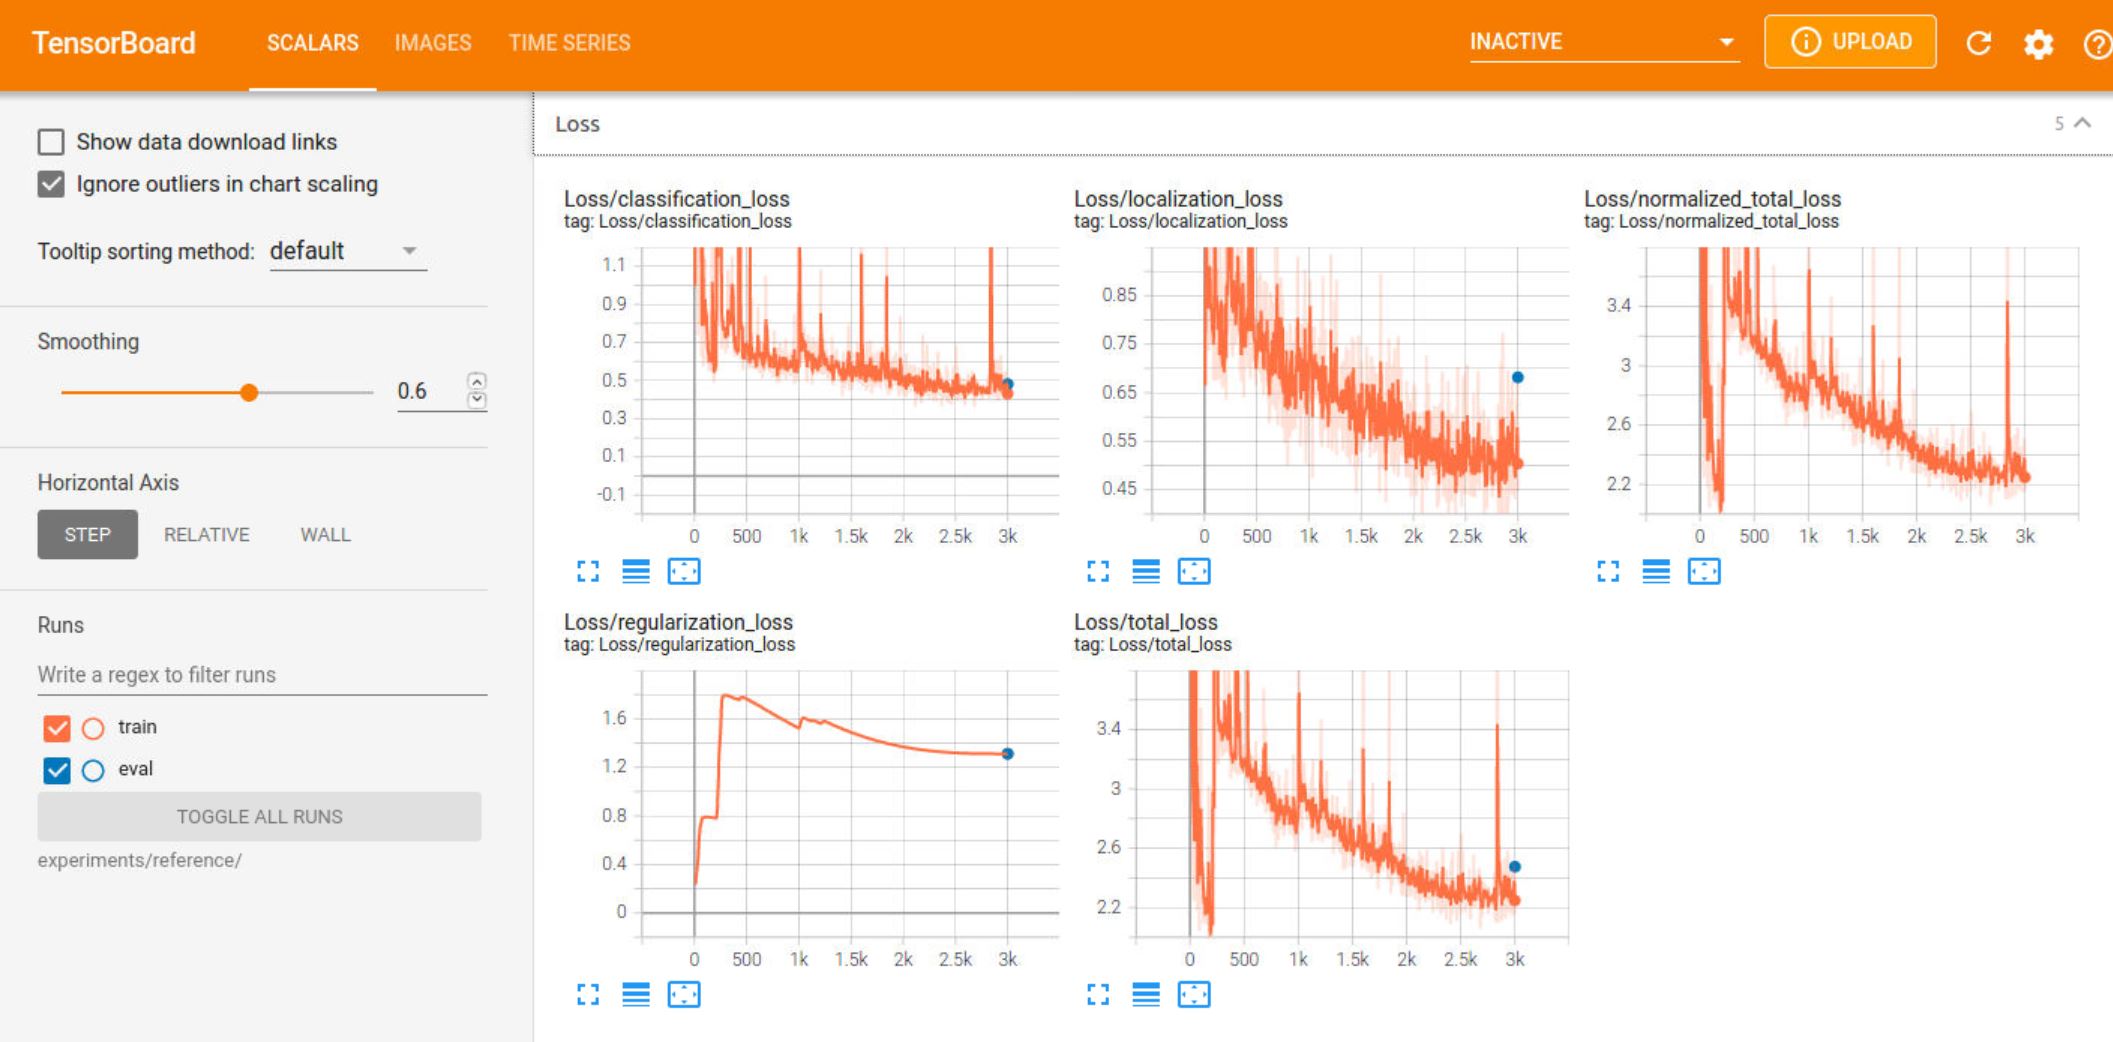 TensorBoard SCALARS IMAGES TIME SERIES INACTIVE UPLOAD
Show data download links
Ignore outliers in chart scaling
Tooltip sorting method: default
Smoothing
0.6
Horizontal Axis
STEP RELATIVE WALL
Runs
Write a regex to filter runs
train
eval
TOGGLE ALL RUNS
experiments/reference/
Loss 5
Loss/classification_loss
tag: Loss/classification_loss
1.1
0.9
0.7
0.5
0.3
0.1
-0.1
0 500 1k 1.5k 2k 2.5k 3k
Loss/localization_loss
tag: Loss/localization_loss
0.85
0.75
0.65
0.55
0.45
0 500 1k 1.5k 2k 2.5k 3k
Loss/normalized_total_loss
tag: Loss/normalized_total_loss
3.4
3
2.6
2.2
0 500 1k 1.5k 2k 2.5k 3k
Loss/regularization_loss
tag: Loss/regularization_loss
1.6
1.2
0.8
0.4
0
0 500 1k 1.5k 2k 2.5k 3k
Loss/total_loss
tag: Loss/total_loss
3.4
3
2.6
2.2
0 500 1k 1.5k 2k 2.5k 3k